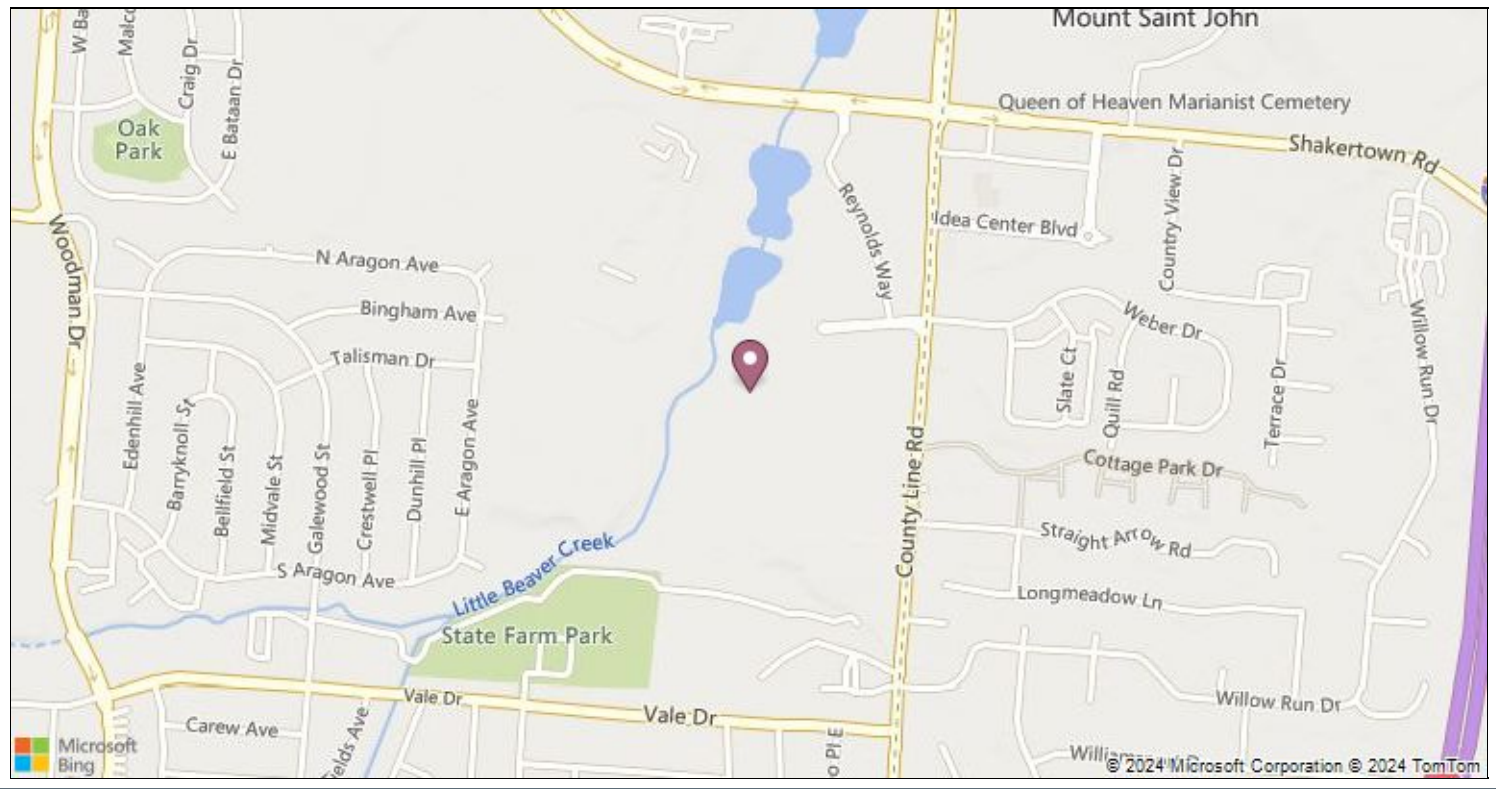 Mount Saint John
W Ba
Malco
Craig Dr
E Bataan Dr
Oak
Park
Queen of Heaven Marianist Cemetery
Shakertown Rd
Country View Dr
Reynolds Way
Idea Center Blvd
Woodman Dr
N Aragon Ave
Bingham Ave
Talisman Dr
Weber Dr
Willow Run Dr
Slate Ct
Quill Rd
Terrace Dr
Edenhill Ave
Barryknoll St
Bellfield St
Midvale St
Galewood St
Crestwell Pl
Dunhill Pl
E Aragon Ave
County Line Rd
Cottage Park Dr
Straight Arrow Rd
Little Beaver Creek
S Aragon Ave
Longmeadow Ln
State Farm Park
Vale Dr
Vale Dr
Willow Run Dr
Carew Ave
ields Ave
o Pl E
Microsoft
Bing
© 2024 Microsoft Corporation © 2024 TomTom